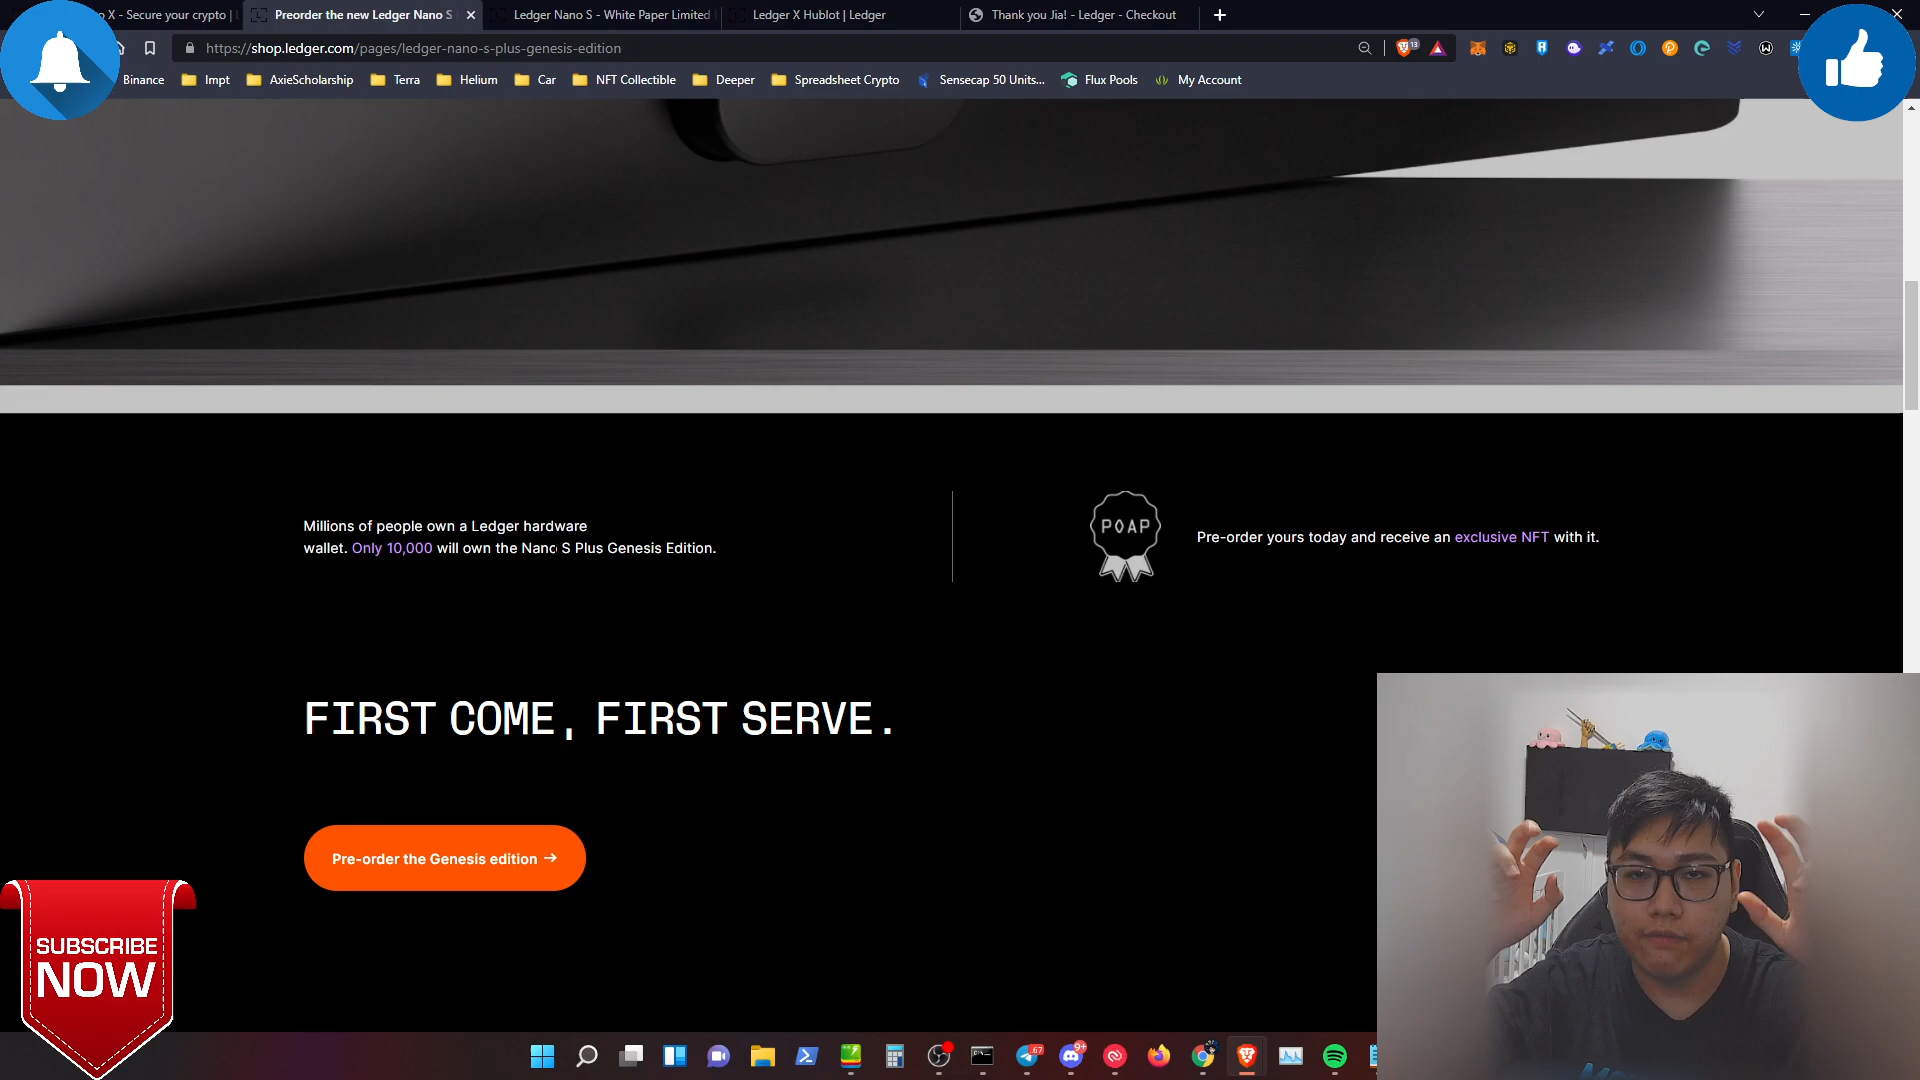 o X - Secure your crypto |
Preorder the new Ledger Nano S
Ledger Nano S - White Paper Limited
Ledger X Hublot | Ledger
Thank you Jia! - Ledger - Checkout
https://shop.ledger.com/pages/ledger-nano-s-plus-genesis-edition
13
Binance
Impt
AxieScholarship
Terra
Helium
Car
NFT Collectible
Deeper
Spreadsheet Crypto
Sensecap 50 Units...
Flux Pools
My Account
Millions of people own a Ledger hardware
wallet. Only 10,000 will own the Nano S Plus Genesis Edition.
POAP
Pre-order yours today and receive an exclusive NFT with it.
FIRST COME, FIRST SERVE.
Pre-order the Genesis edition →
SUBSCRIBE
NOW
67
9+